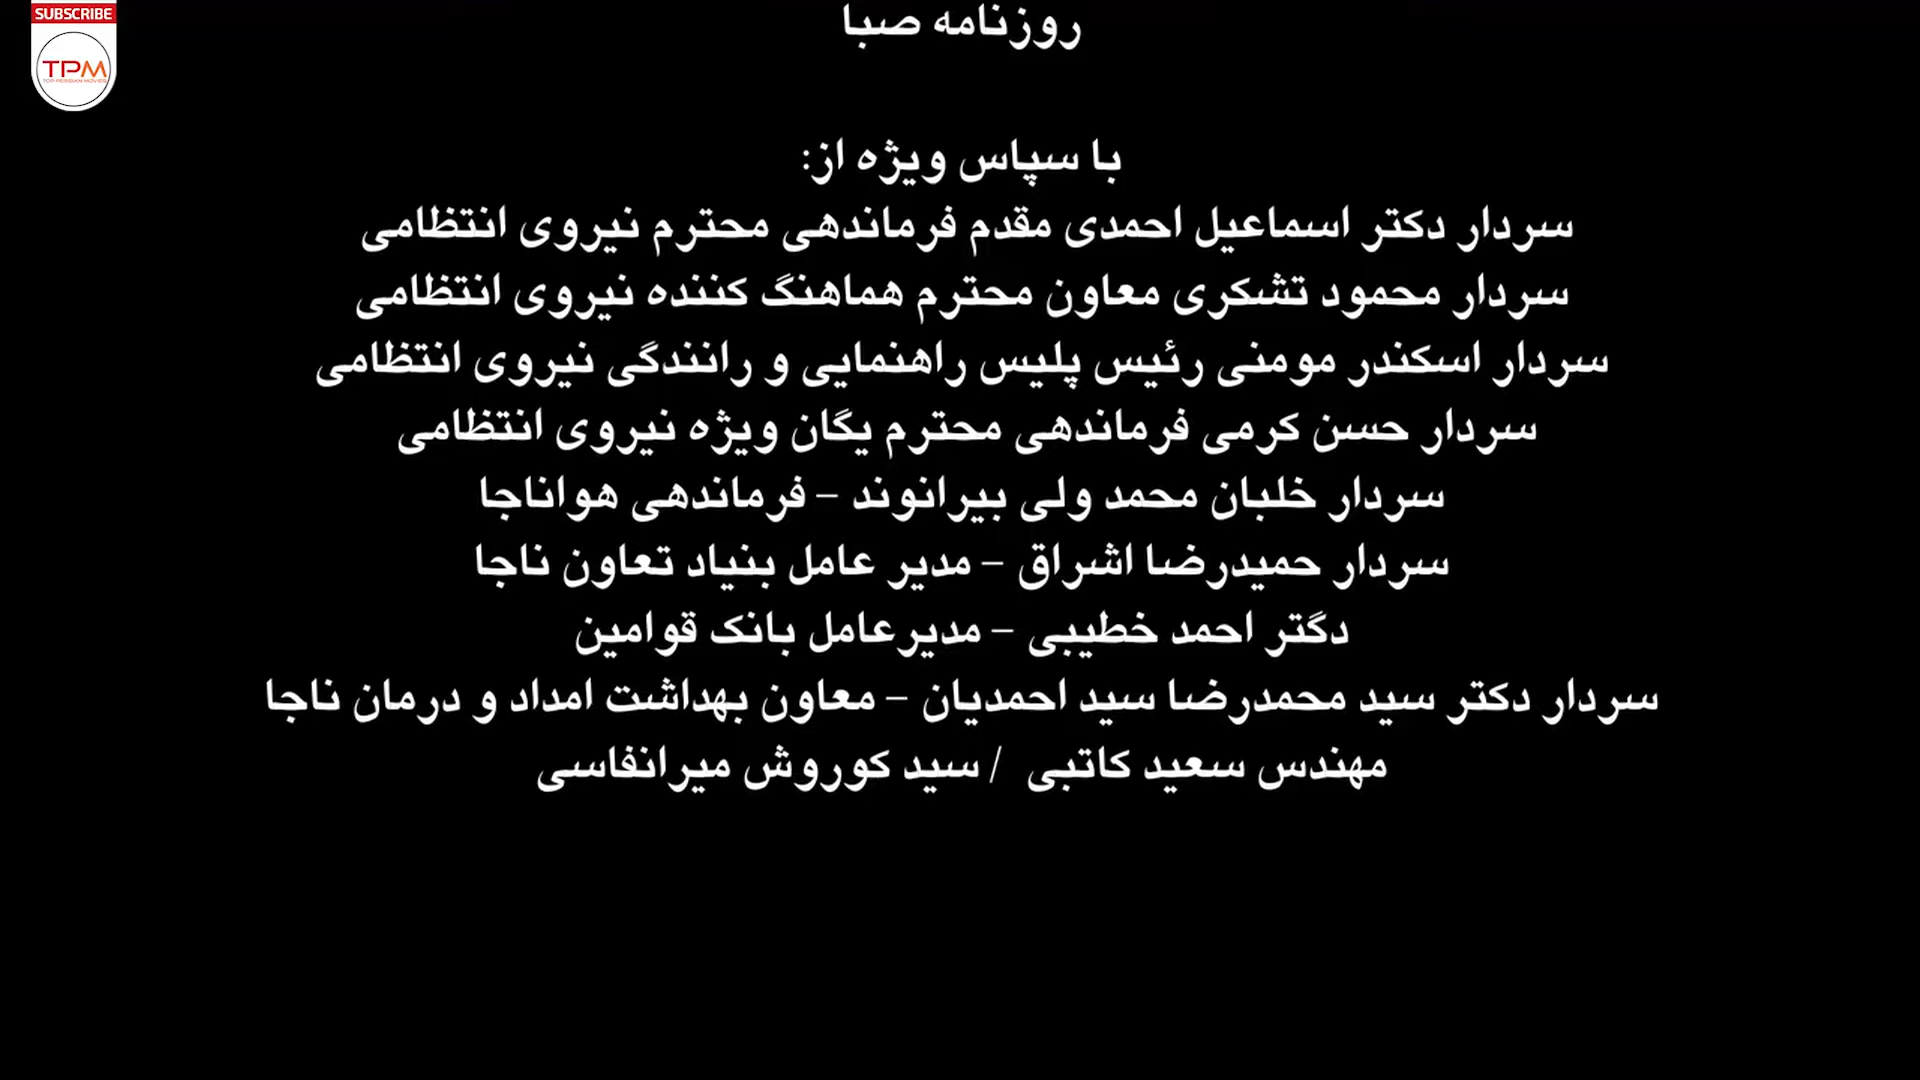 SUBSCRIBE
TPM
TOP PERSIAN MOVIES
روزنامه صبا
با سپاس ویژه از:
سردار دکتر اسماعیل احمدی مقدم فرماندهی محترم نیروی انتظامی
سردار محمود تشکری معاون محترم هماهنگ کننده نیروی انتظامی
سردار اسکندر مومنی رئیس پلیس راهنمایی و رانندگی نیروی انتظامی
سردار حسن کرمی فرماندهی محترم یگان ویژه نیروی انتظامی
سردار خلبان محمد ولی بیرانوند – فرماندهی هواناجا
سردار حمیدرضا اشراق – مدیر عامل بنیاد تعاون ناجا
دگتر احمد خطیبی – مدیرعامل بانک قوامین
سردار دکتر سید محمدرضا سید احمدیان – معاون بهداشت امداد و درمان ناجا
مهندس سعید کاتبی / سید کوروش میرانفاسی